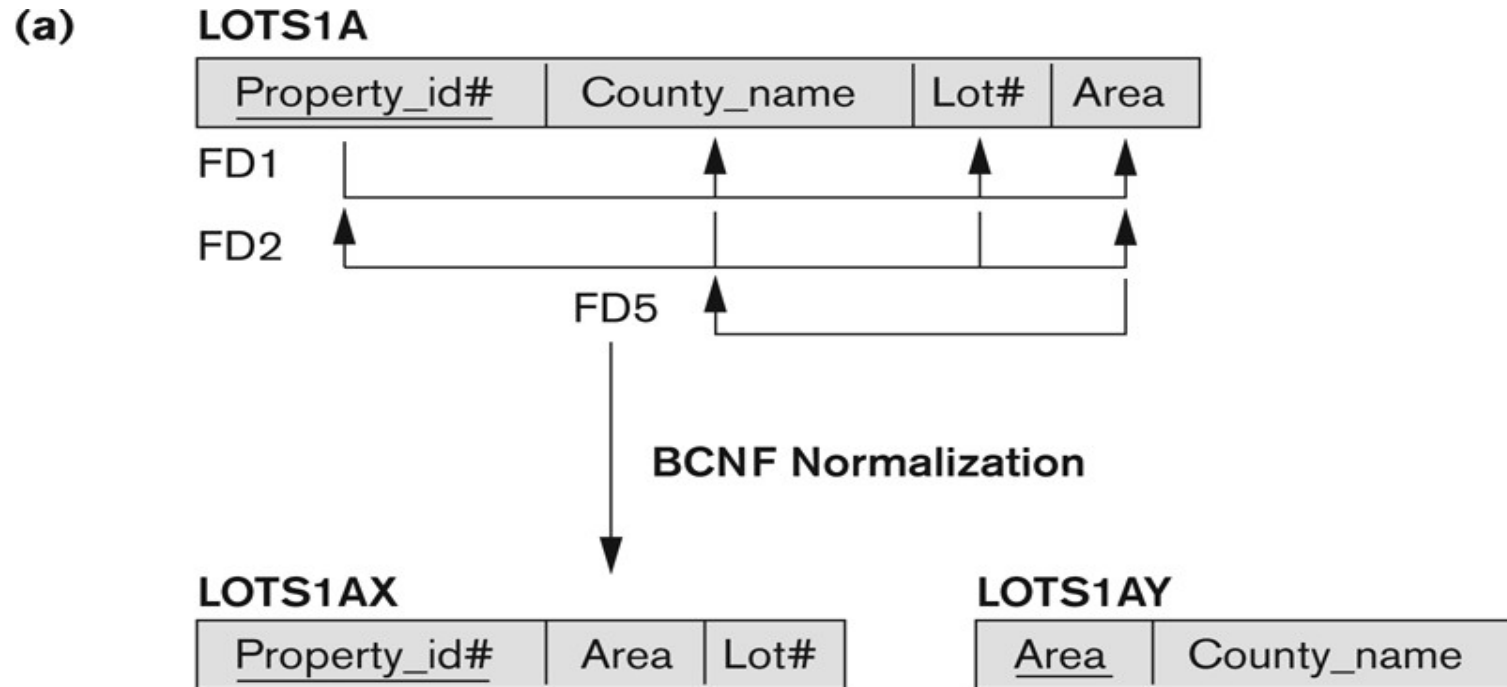 (a) LOTS1A
Property_id# County_name Lot# Area
FD1
FD2
FD5
BCNF Normalization
LOTS1AX LOTS1AY
Property_id# Area Lot# Area County_name